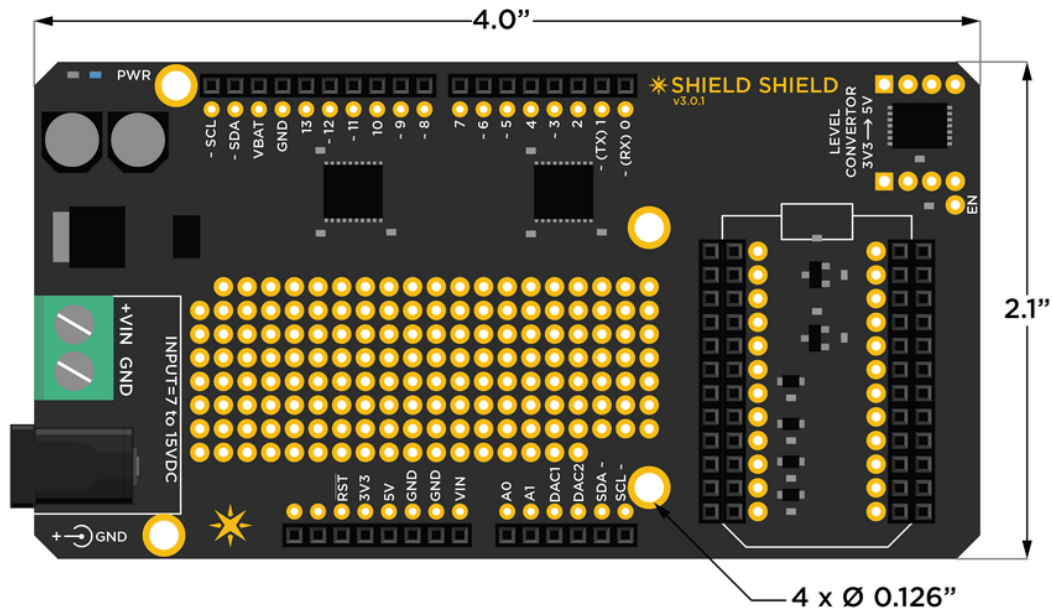 4.0”
PWR
SHIELD SHIELD
v3.0.1
~ SCL
~ SDA
VBAT
GND
13
~ 12
~ 11
10
~ 9
~ 8
7
~ 6
~ 5
4
~ 3
2
~ (TX) 1
~ (RX) 0
LEVEL
CONVERTOR
3V3 → 5V
EN
2.1”
+VIN GND
INPUT=7 to 15VDC
RST
3V3
5V
GND
GND
VIN
A0
A1
DAC1
DAC2
SDA ~
SCL ~
+ GND
4 x Ø 0.126”